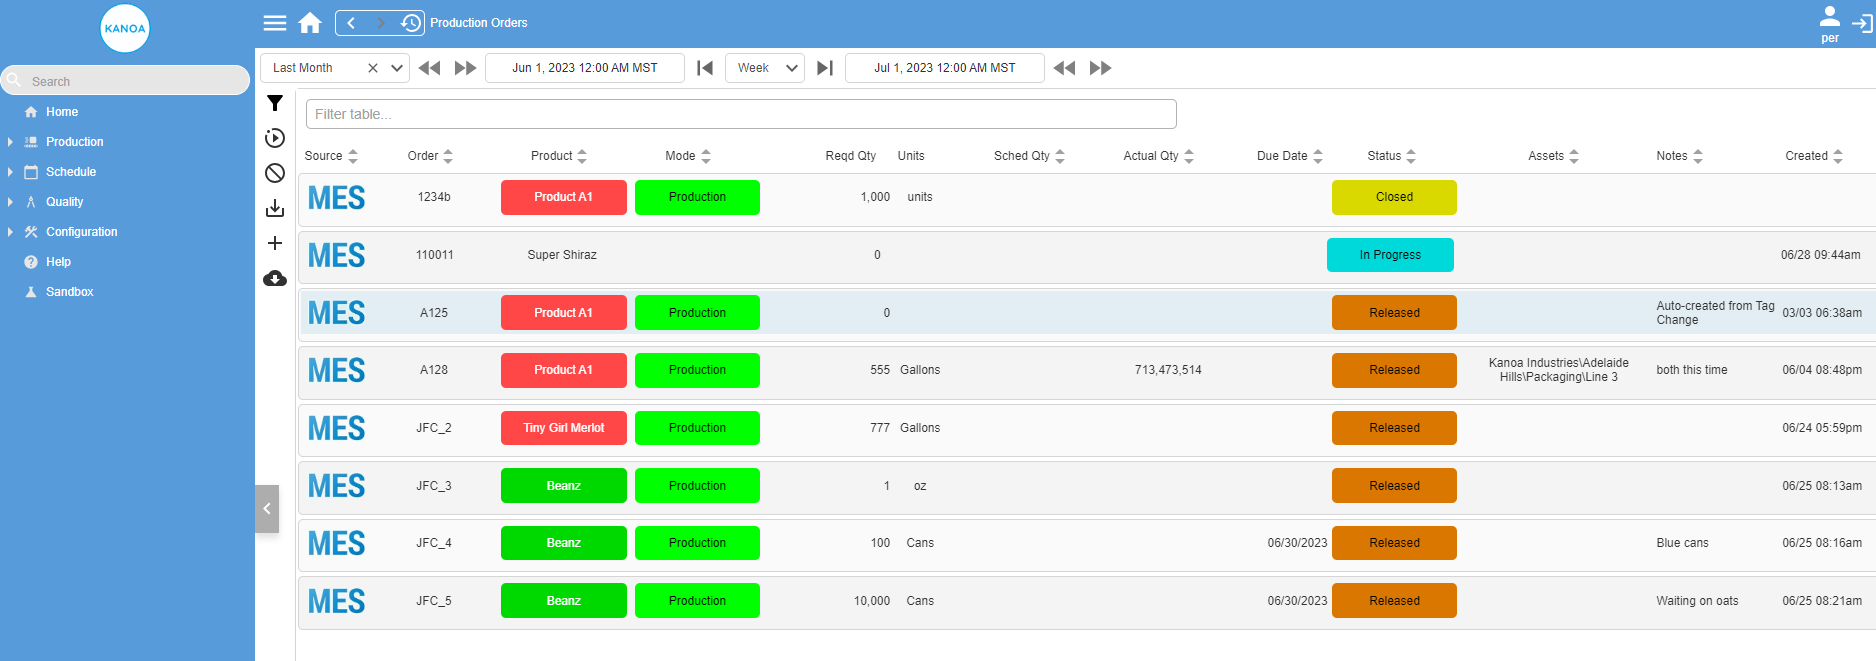 KANOA
Production Orders
per
Search
Last Month
Jun 1, 2023 12:00 AM MST
Week
Jul 1, 2023 12:00 AM MST
Home
Production
Schedule
Quality
Configuration
Help
Sandbox
Filter table...
Source Order Product Mode Reqd Qty Units Sched Qty Actual Qty Due Date Status Assets Notes Created
MES 1234b Product A1 Production 1,000 units Closed
MES 110011 Super Shiraz 0 In Progress 06/28 09:44am
MES A125 Product A1 Production 0 Released Auto-created from Tag
Change 03/03 06:38am
MES A128 Product A1 Production 555 Gallons 713,473,514 Released Kanoa Industries\Adelaide
Hills\Packaging\Line 3 both this time 06/04 08:48pm
MES JFC_2 Tiny Girl Merlot Production 777 Gallons Released 06/24 05:59pm
MES JFC_3 Beanz Production 1 oz Released 06/25 08:13am
MES JFC_4 Beanz Production 100 Cans 06/30/2023 Released Blue cans 06/25 08:16am
MES JFC_5 Beanz Production 10,000 Cans 06/30/2023 Released Waiting on oats 06/25 08:21am